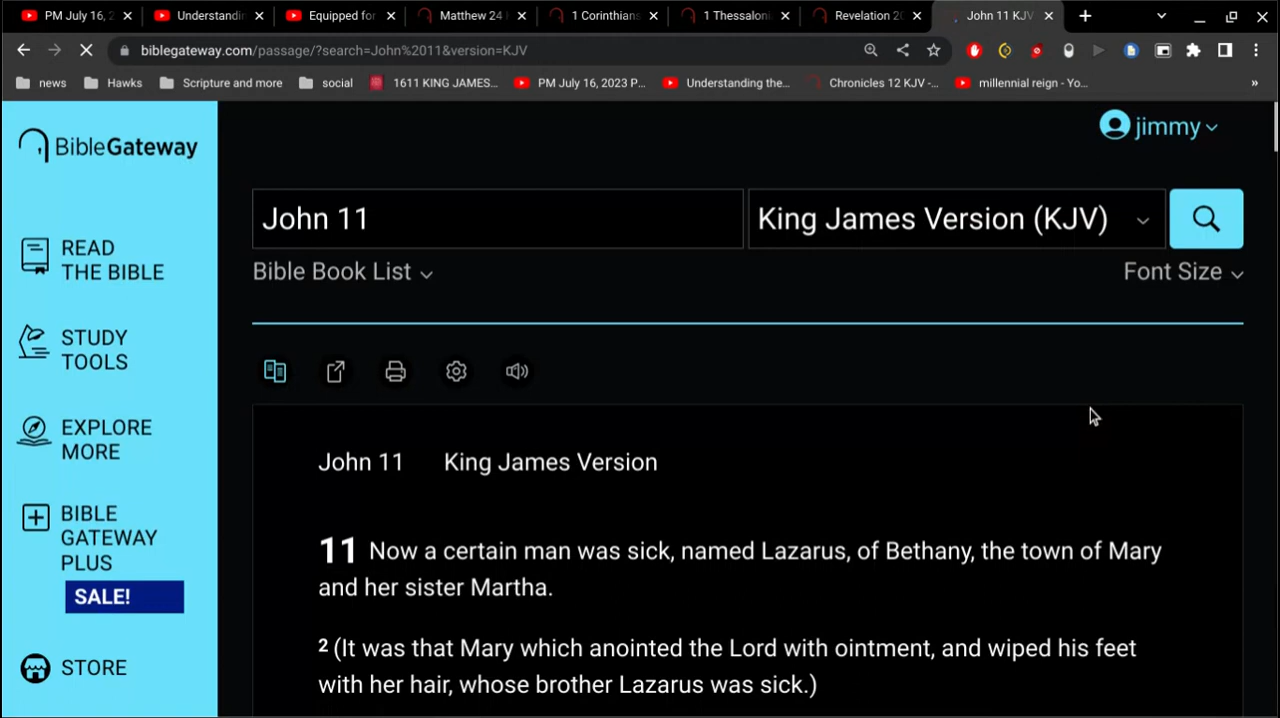 PM July 16, 2
Understandin
Equipped for
Matthew 24
1 Corinthians
1 Thessaloni
Revelation 20
John 11 KJV
biblegateway.com/passage/?search=John%2011&version=KJV
news
Hawks
Scripture and more
social
1611 KING JAMES...
PM July 16, 2023 P...
Understanding the...
Chronicles 12 KJV -...
millennial reign - Yo...
»
BibleGateway
jimmy
John 11
King James Version (KJV)
Bible Book List
Font Size
READ
THE BIBLE
STUDY
TOOLS
EXPLORE
MORE
BIBLE
GATEWAY
PLUS
SALE!
STORE
John 11 King James Version
11 Now a certain man was sick, named Lazarus, of Bethany, the town of Mary
and her sister Martha.
2 (It was that Mary which anointed the Lord with ointment, and wiped his feet
with her hair, whose brother Lazarus was sick.)